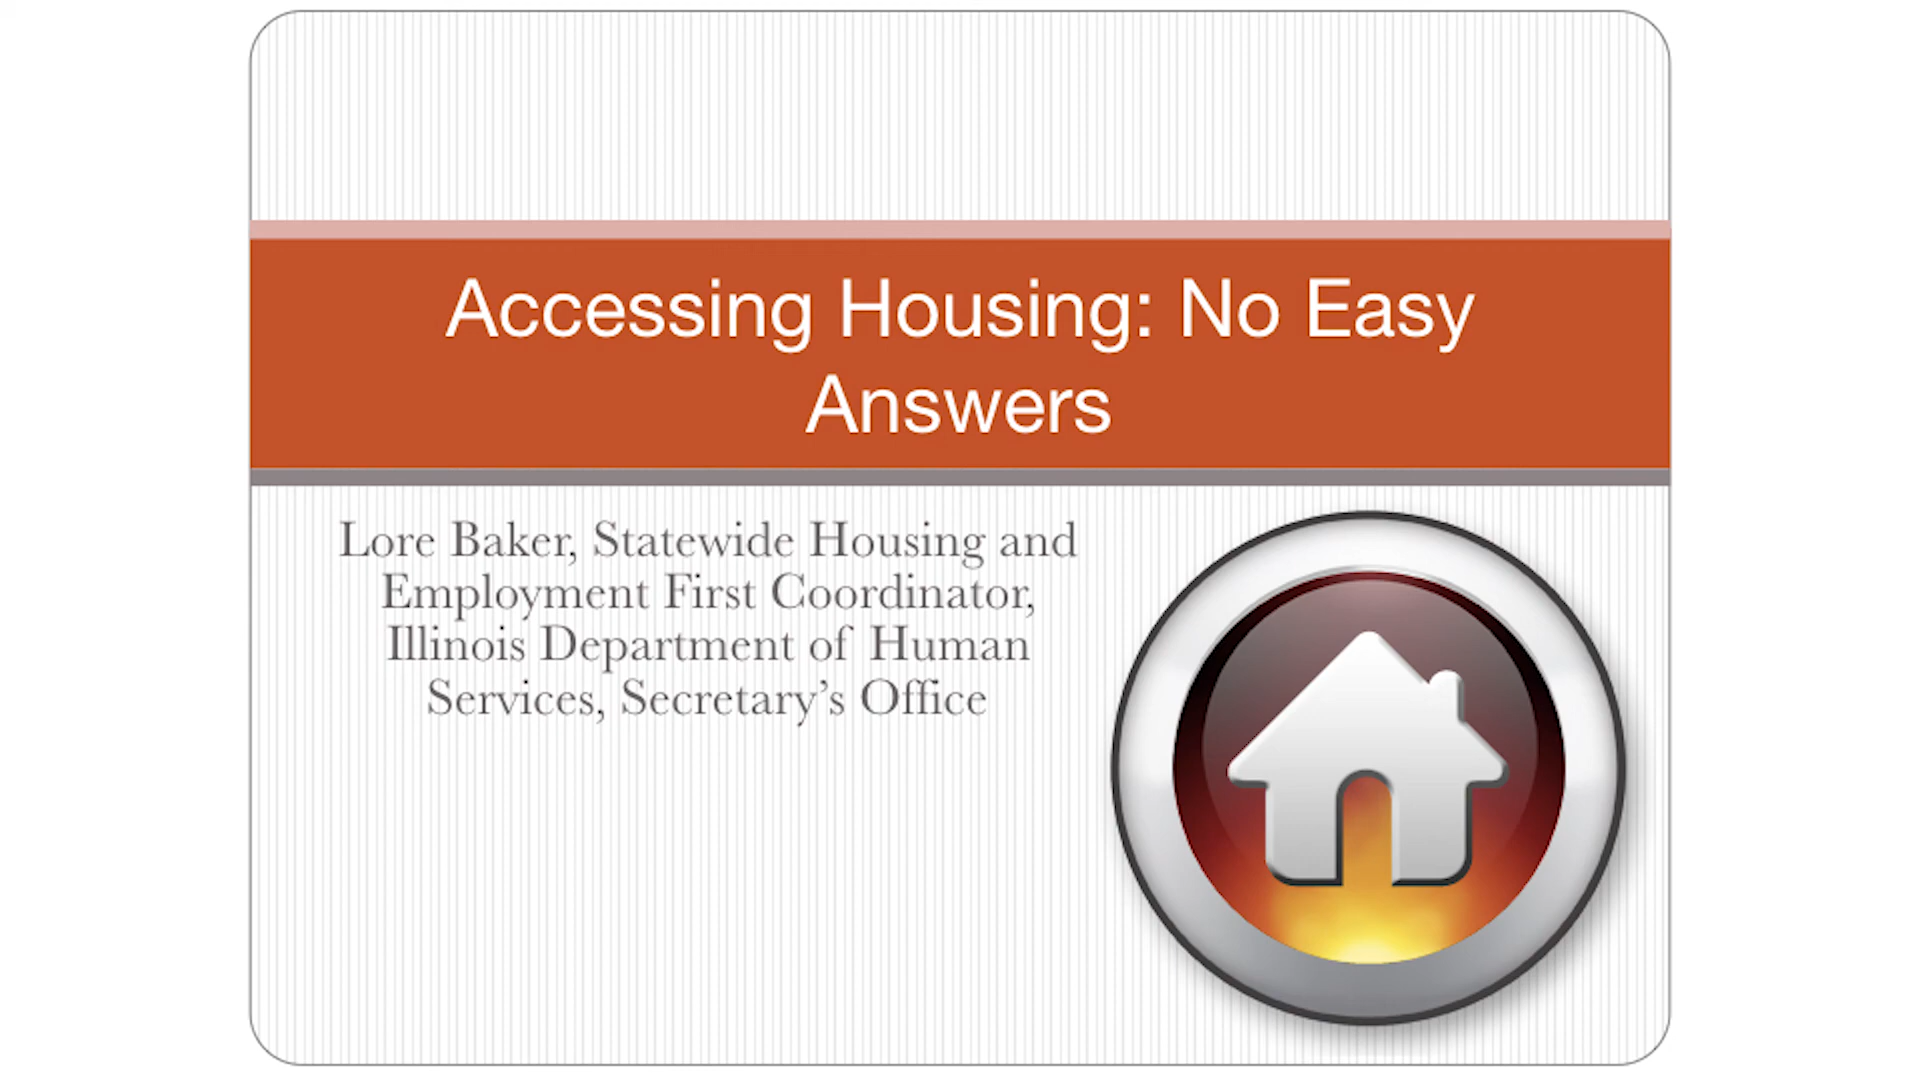 Accessing Housing: No Easy
Answers
Lore Baker, Statewide Housing and
Employment First Coordinator,
Illinois Department of Human
Services, Secretary’s Office